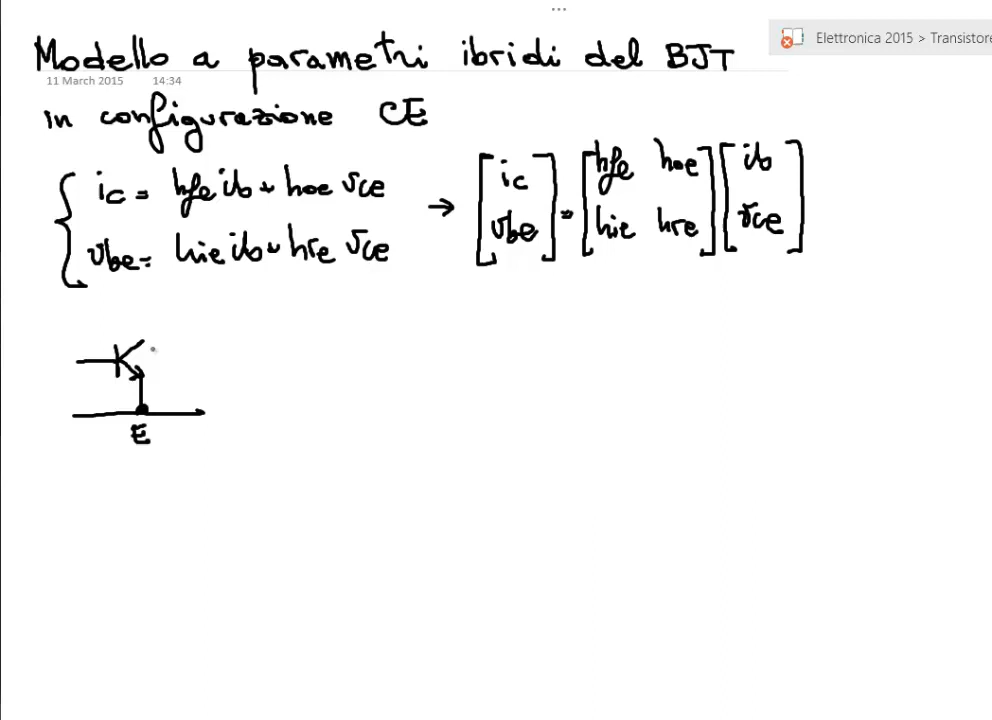 ...
Elettronica 2015 > Transistore
Modello a parametri ibridi del BJT
11 March 2015 14:34
in configurazione CE
{ ic = hfe ib + hoe vce
vbe = hie ib + hre vce
→ [ic vbe] = [hfe hoe hie hre] [ib vce]
E